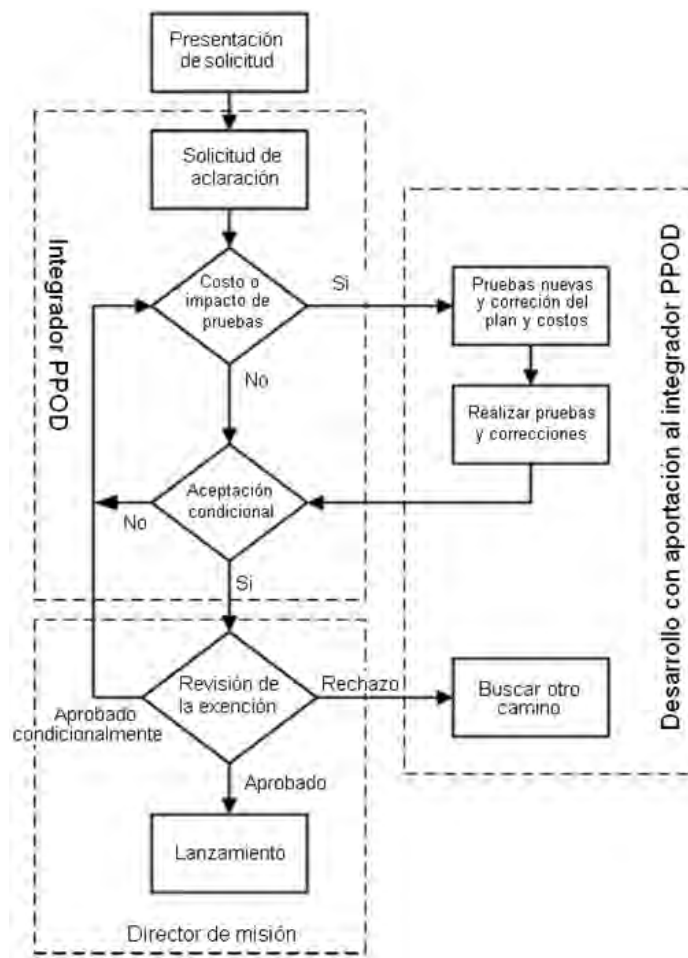 Presentación
de solicitud
Solicitud de
aclaración
Integrador PPOD
Costo o
impacto de
pruebas
Si
Pruebas nuevas
y correción del
plan y costos
No
Realizar pruebas
y correcciones
Aceptación
condicional
No
Si
Desarrollo con aportación al integrador PPOD
Revisión de
la exención
Rechazo
Buscar otro
camino
Aprobado
condicionalmente
Aprobado
Lanzamiento
Director de misión